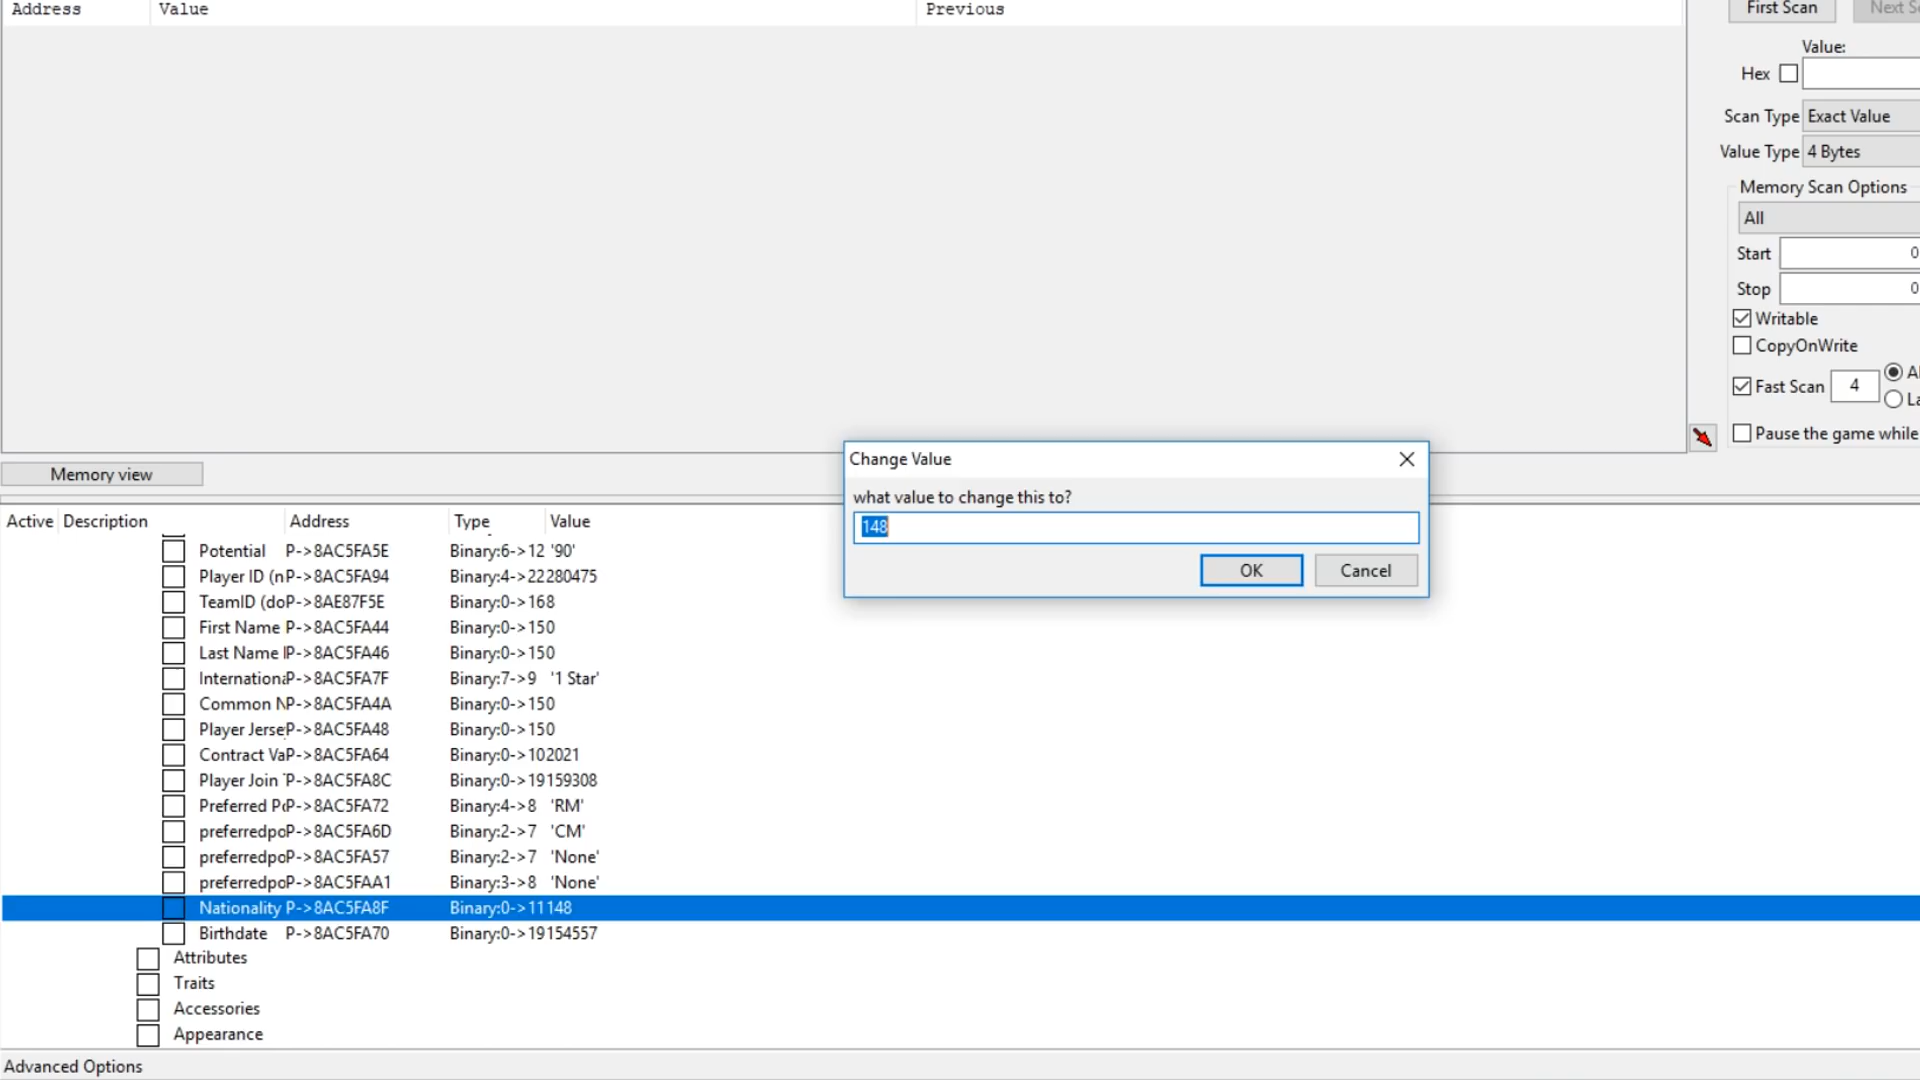 Address Value Previous
First Scan Next S
Value:
Hex
Scan Type Exact Value
Value Type 4 Bytes
Memory Scan Options
All
Start 0
Stop 0
Writable
CopyOnWrite
Fast Scan 4
Pause the game while
Memory view
Change Value
what value to change this to?
148
OK Cancel
Active Description Address Type Value
Potential P->8AC5FA5E Binary:6->12 '90'
Player ID (nP->8AC5FA94 Binary:4->22280475
TeamID (doP->8AE87F5E Binary:0->168
First Name P->8AC5FA44 Binary:0->150
Last Name IP->8AC5FA46 Binary:0->150
InternationaP->8AC5FA7F Binary:7->9 '1 Star'
Common NP->8AC5FA4A Binary:0->150
Player JerseP->8AC5FA48 Binary:0->150
Contract VaP->8AC5FA64 Binary:0->102021
Player Join P->8AC5FA8C Binary:0->19159308
Preferred PoP->8AC5FA72 Binary:4->8 'RM'
preferredpoP->8AC5FA6D Binary:2->7 'CM'
preferredpoP->8AC5FA57 Binary:2->7 'None'
preferredpoP->8AC5FAA1 Binary:3->8 'None'
Nationality P->8AC5FA8F Binary:0->11148
Birthdate P->8AC5FA70 Binary:0->19154557
Attributes
Traits
Accessories
Appearance
Advanced Options